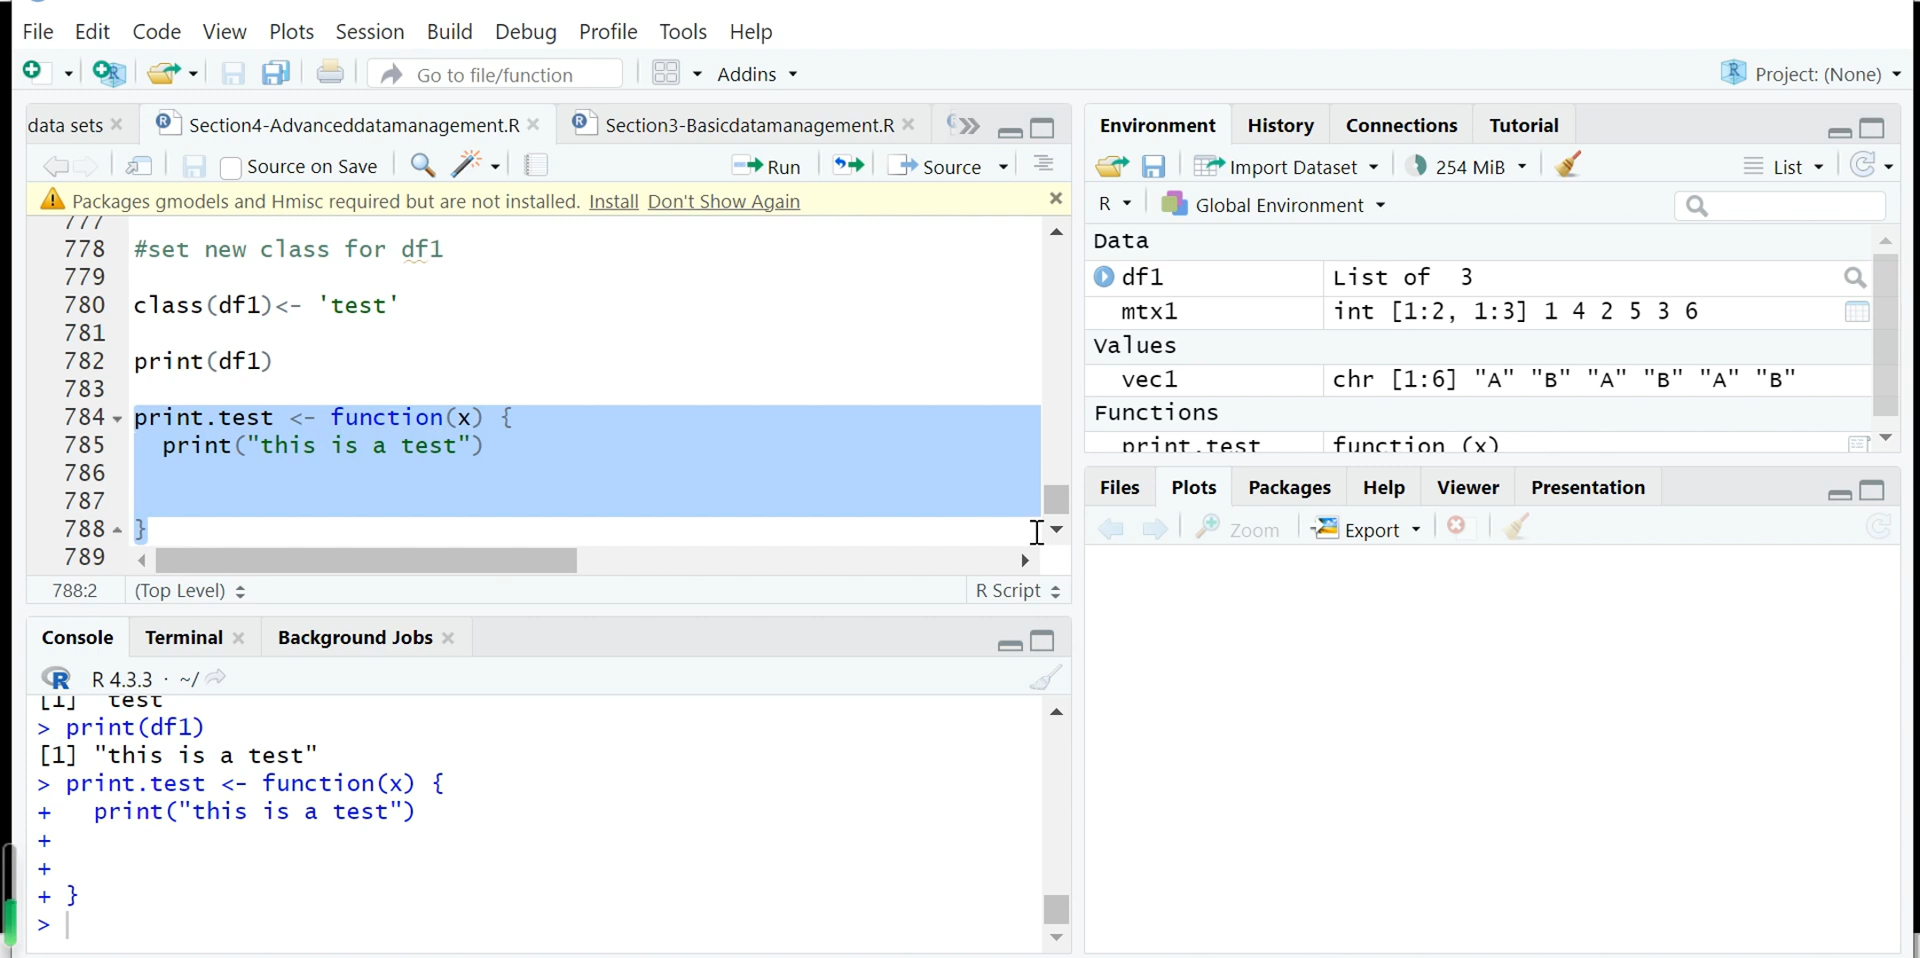 File Edit Code View Plots Session Build Debug Profile Tools Help
Go to file/function Addins Project: (None)
data sets Section4-Advanceddatamanagement.R Section3-Basicdatamanagement.R
Source on Save Run Source
Packages gmodels and Hmisc required but are not installed. Install Don't Show Again
777
778 #set new class for df1
779
780 class(df1)<- 'test'
781
782 print(df1)
783
784 print.test <- function(x) {
785 print("this is a test")
786
787
788 }
789
788:2 (Top Level) R Script
Console Terminal Background Jobs
R 4.3.3 · ~/
[1] "test"
> print(df1)
[1] "this is a test"
> print.test <- function(x) {
+ print("this is a test")
+
+
+ }
>
Environment History Connections Tutorial
Import Dataset 254 MiB List
R Global Environment
Data
df1 List of 3
mtx1 int [1:2, 1:3] 1 4 2 5 3 6
Values
vec1 chr [1:6] "A" "B" "A" "B" "A" "B"
Functions
print.test function (x)
Files Plots Packages Help Viewer Presentation
Zoom Export